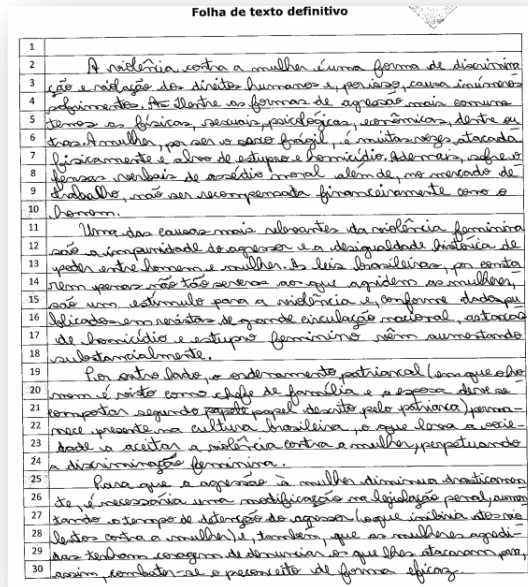 Folha de texto definitivo
1
2 A violência contra a mulher é uma forma de discrimina
3 ção e violação dos direitos humanos e, por isso, causa inúmeros
4 sofrimentos. As dentre as formas de agressão mais comuns
5 temos as físicas, sexuais, psicológicas, econômicas, dentre ou
6 tras. A mulher, por ser o sexo frágil, é muitas vezes atacada
7 fisicamente e alvo de estupro e homicídio. Ademais, sofre o
8 fensas verbais de assédio moral alem de, no mercado de
9 trabalho, não ser recompensada financeiramente como o
10 homem.
11 Uma das causas mais relevantes da violência feminina
12 são a impunidade do agressor e a desigualdade histórica de
13 poder entre homem e mulher. As leis brasileiras, por conte
14 rem penas não tão severas aos que agridem as mulheres,
15 são um estímulo para a violência e, conforme dados pu
16 blicados em revistas de grande circulação nacional, as taxas
17 de homicídio e estupro feminino vêm aumentando
18 substancialmente.
19 Por outro lado, o ordenamento patriarcal (em que o ho
20 mem é visto como chefe de família e a esposa deve se
21 comportar segundo papel descrito pelo patriarca), perma-
22 nece presente na cultura brasileira, o que leva a socie-
23 dade a aceitar a violência contra a mulher, perpetuando
24 a discriminação feminina.
25 Para que a agressão à mulher diminua drasticamen
26 te, é necessária uma modificação na legislação penal, aumen
27 tando o tempo de detenção do agressor (o que inibiria atos vio
28 lentos contra a mulher) e, também, que as mulheres agredi
29 das tenham coragem de denunciar os que lhes atacaram para,
30 assim, combater-se o preconceito de forma eficaz.